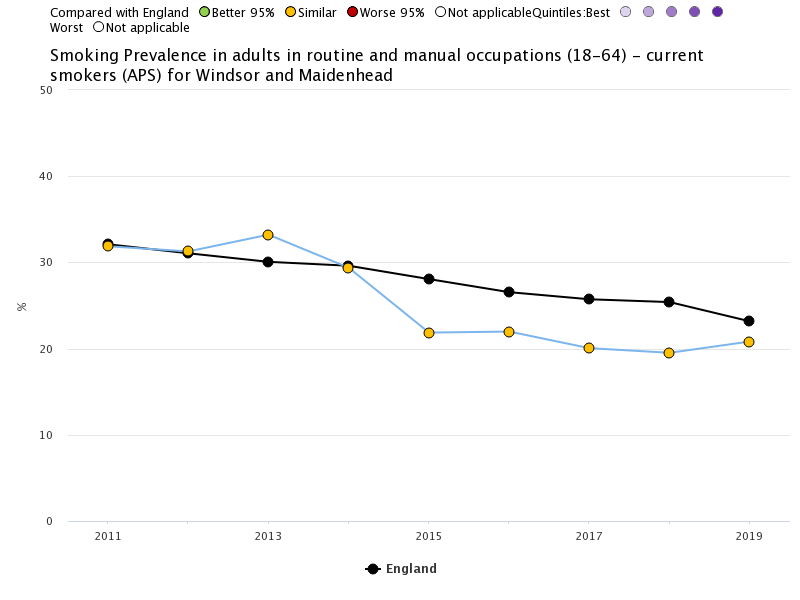 Compared with England Better 95% Similar Worse 95% Not applicableQuintiles:Best
Worst Not applicable
Smoking Prevalence in adults in routine and manual occupations (18-64) - current
smokers (APS) for Windsor and Maidenhead
50
40
30
%
20
10
0
2011 2013 2015 2017 2019
England